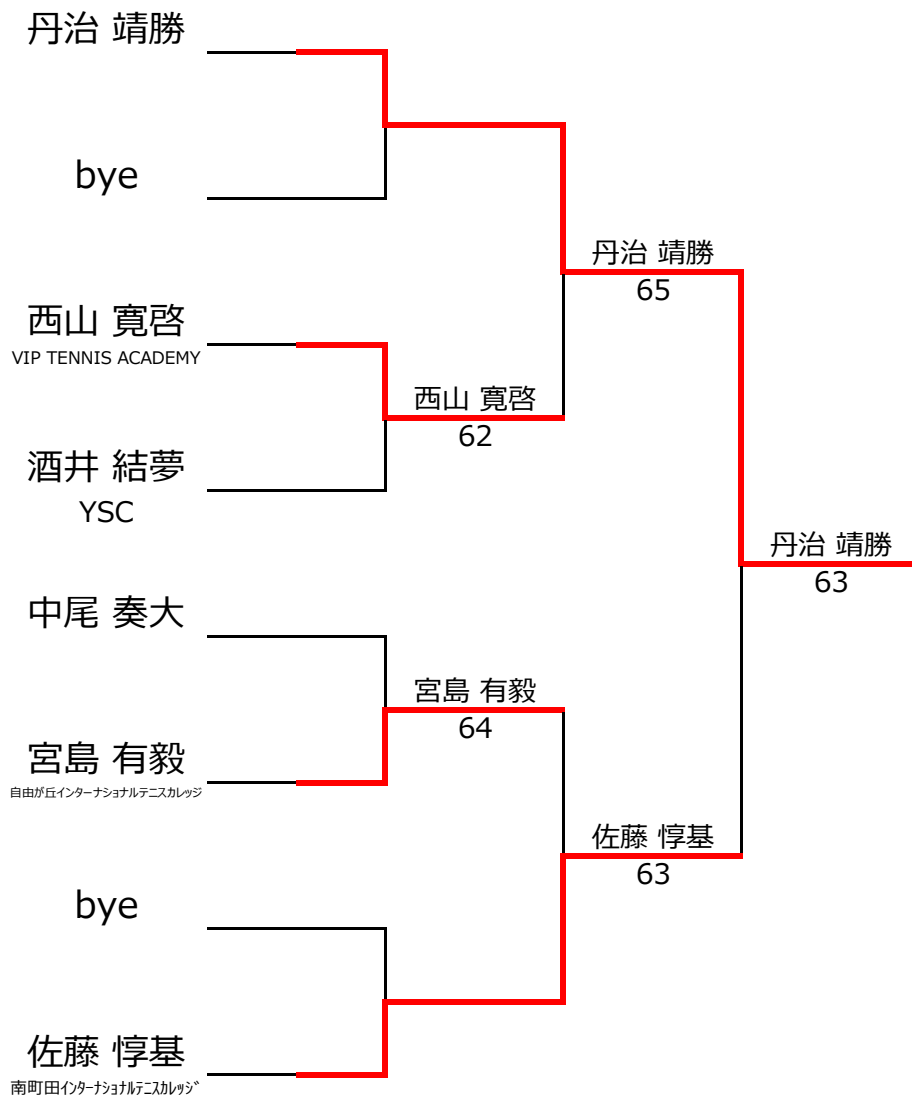 丹治 靖勝
bye
西山 寛啓
VIP TENNIS ACADEMY
酒井 結夢
YSC
中尾 奏大
宮島 有毅
自由が丘インターナショナルテニスカレッジ
bye
佐藤 惇基
南町田ｲﾝﾀｰﾅｼｮﾅﾙﾃﾆｽｶﾚｯｼﾞ
西山 寛啓
62
宮島 有毅
64
丹治 靖勝
65
佐藤 惇基
63
丹治 靖勝
63